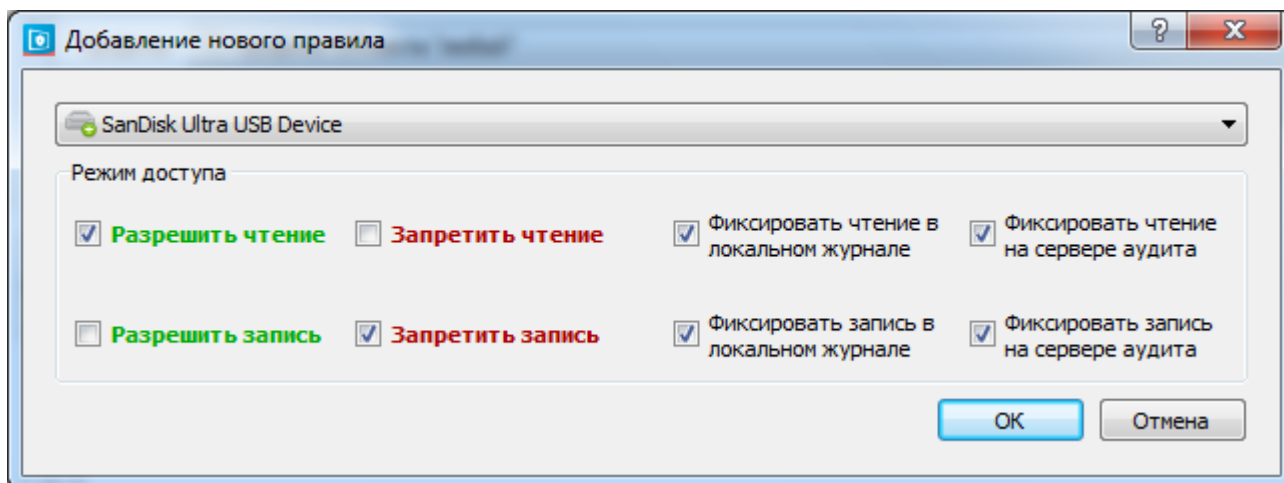 Добавление нового правила
SanDisk Ultra USB Device
Режим доступа
Разрешить чтение
Запретить чтение
Фиксировать чтение в
локальном журнале
Фиксировать чтение
на сервере аудита
Разрешить запись
Запретить запись
Фиксировать запись в
локальном журнале
Фиксировать запись
на сервере аудита
OK
Отмена